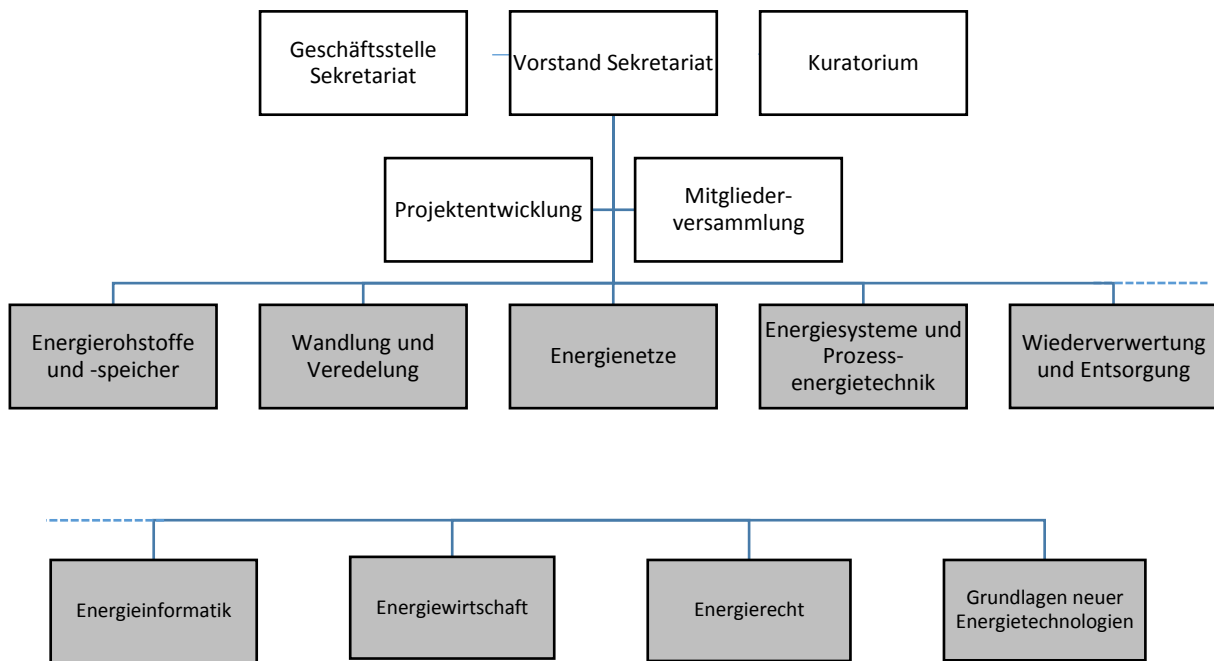 Geschäftsstelle
Sekretariat
Vorstand Sekretariat
Kuratorium
Projektentwicklung
Mitglieder-
versammlung
Energierohstoffe
und -speicher
Wandlung und
Veredelung
Energienetze
Energiesysteme und
Prozess-
energietechnik
Wiederverwertung
und Entsorgung
Energieinformatik
Energiewirtschaft
Energierecht
Grundlagen neuer
Energietechnologien